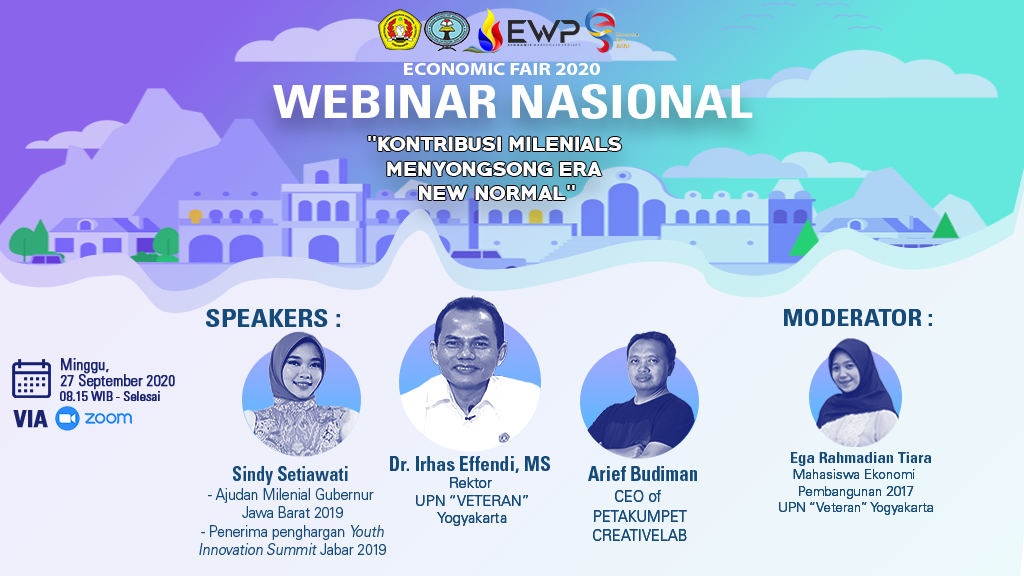 EWP
ECONOMIC FAIR 2020
WEBINAR NASIONAL
"KONTRIBUSI MILENIALS
MENYONGSONG ERA
NEW NORMAL"
SPEAKERS :
MODERATOR :
Minggu,
27 September 2020
08.15 WIB - Selesai
VIA zoom
Sindy Setiawati
- Ajudan Milenial Gubernur
Jawa Barat 2019
- Penerima penghargan Youth
Innovation Summit Jabar 2019
Dr. Irhas Effendi, MS
Rektor
UPN “VETERAN”
Yogyakarta
Arief Budiman
CEO of
PETAKUMPET
CREATIVELAB
Ega Rahmadian Tiara
Mahasiswa Ekonomi
Pembangunan 2017
UPN “Veteran” Yogyakarta